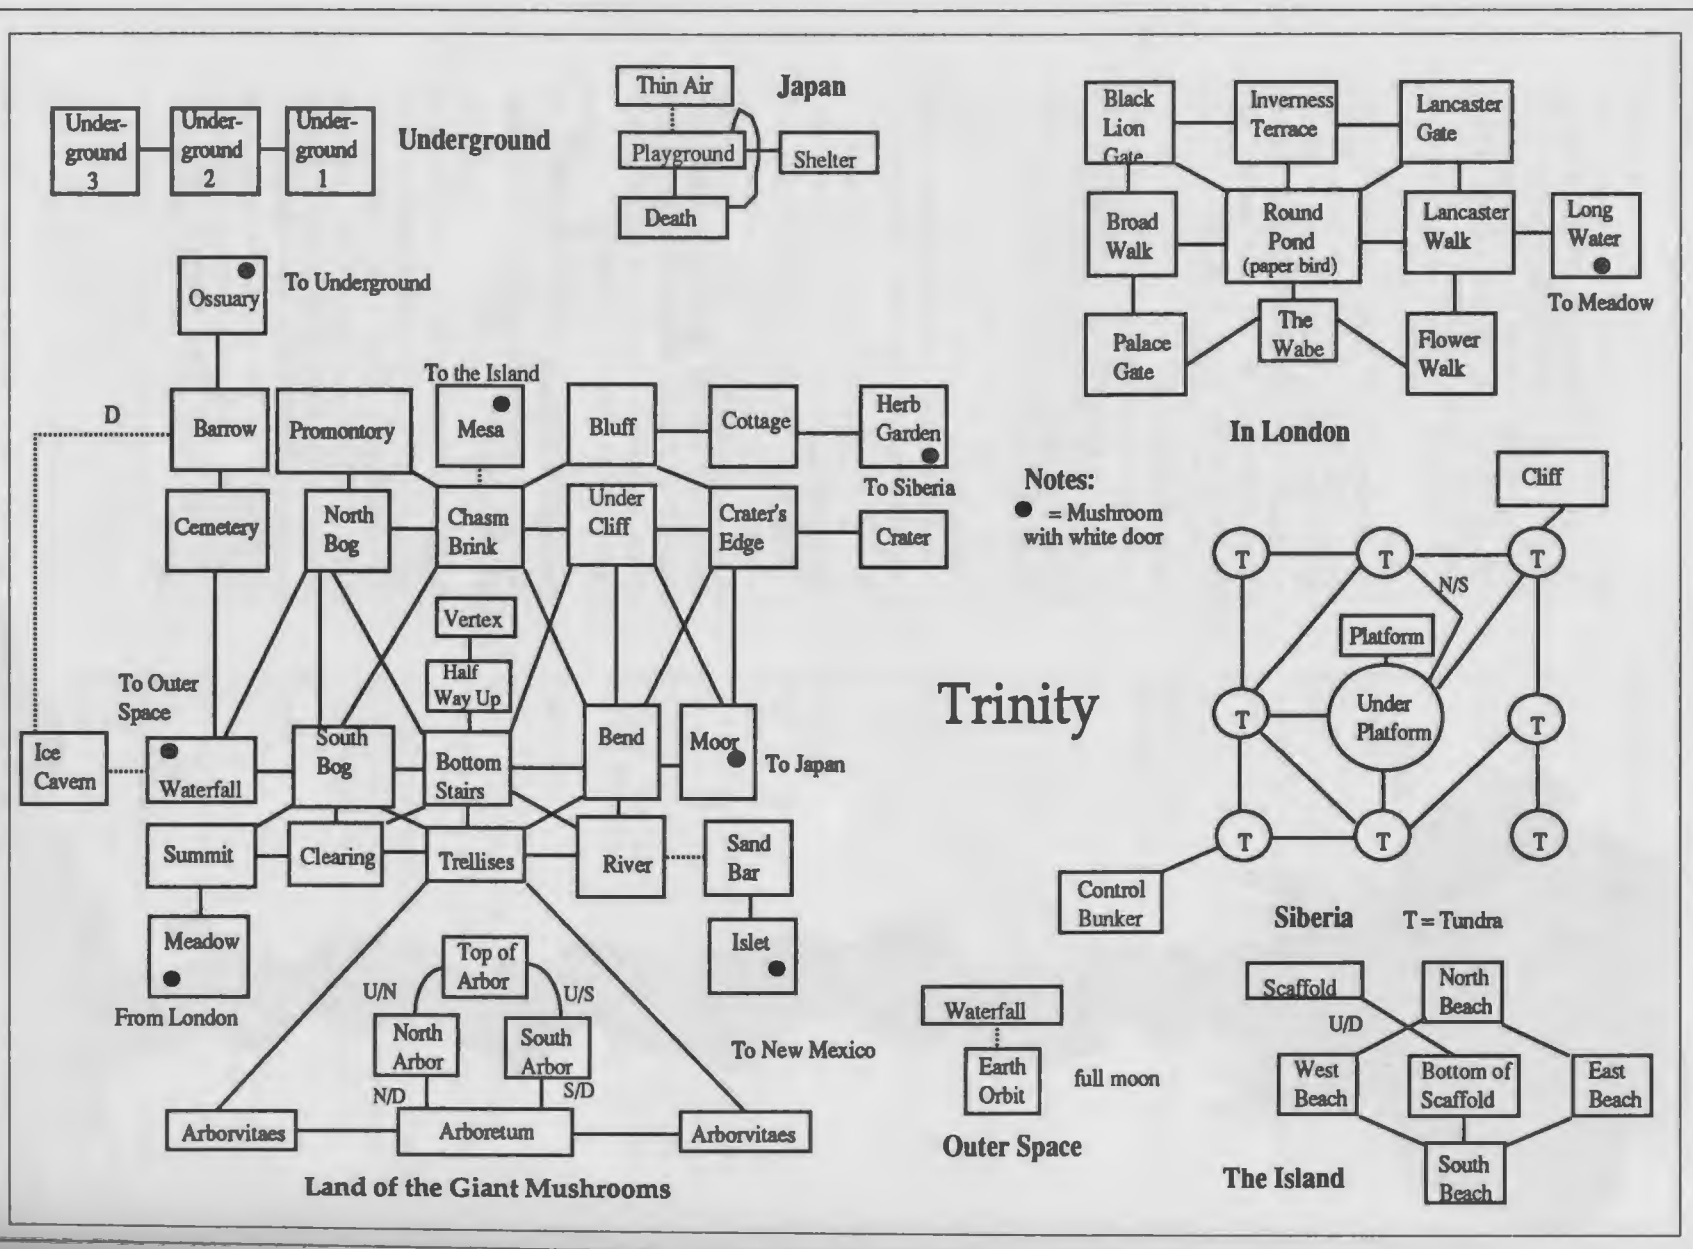 Under-
ground
3
Under-
ground
2
Under-
ground
1
Underground
Thin Air
Japan
Playground
Shelter
Death
Black
Lion
Gate
Inverness
Terrace
Lancaster
Gate
Broad
Walk
Round
Pond
(paper bird)
Lancaster
Walk
Long
Water
To Meadow
Palace
Gate
The
Wabe
Flower
Walk
In London
Ossuary
To Underground
D
Barrow
Promontory
To the Island
Mesa
Bluff
Cottage
Herb
Garden
To Siberia
Cemetery
North
Bog
Chasm
Brink
Under
Cliff
Crater's
Edge
Crater
Notes:
= Mushroom
with white door
Vertex
Half
Way Up
To Outer
Space
Ice
Cavern
Waterfall
South
Bog
Bottom
Stairs
Bend
Moor
To Japan
Summit
Clearing
Trellises
River
Sand
Bar
Meadow
From London
Islet
Top of
Arbor
U/N
U/S
North
Arbor
South
Arbor
N/D
S/D
To New Mexico
Arborvitaes
Arboretum
Arborvitaes
Land of the Giant Mushrooms
Trinity
Cliff
T
T
T
N/S
Platform
Under
Platform
T
T
T
T
T
Control
Bunker
Siberia
T = Tundra
Waterfall
Earth
Orbit
full moon
Outer Space
Scaffold
North
Beach
U/D
West
Beach
Bottom of
Scaffold
East
Beach
South
Beach
The Island